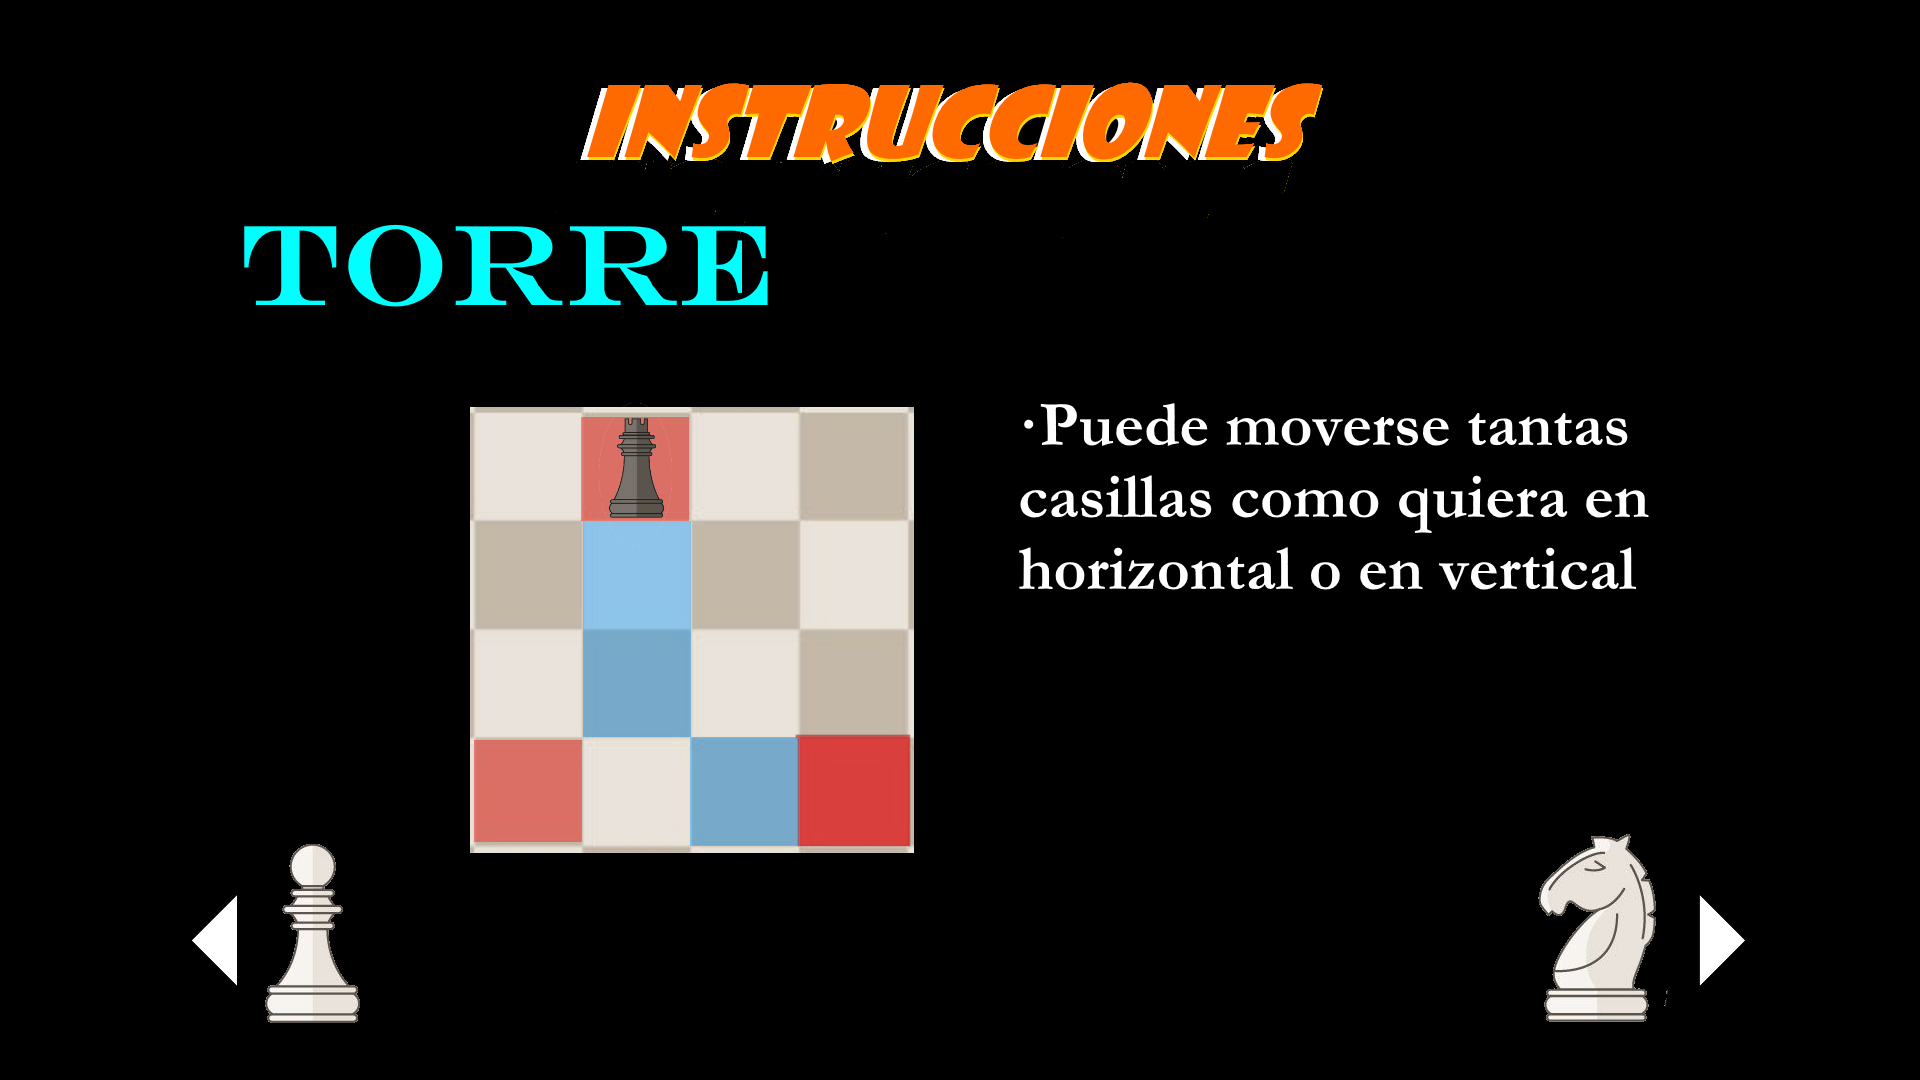 INSTRUCCIONES
TORRE
·Puede moverse tantas
casillas como quiera en
horizontal o en vertical